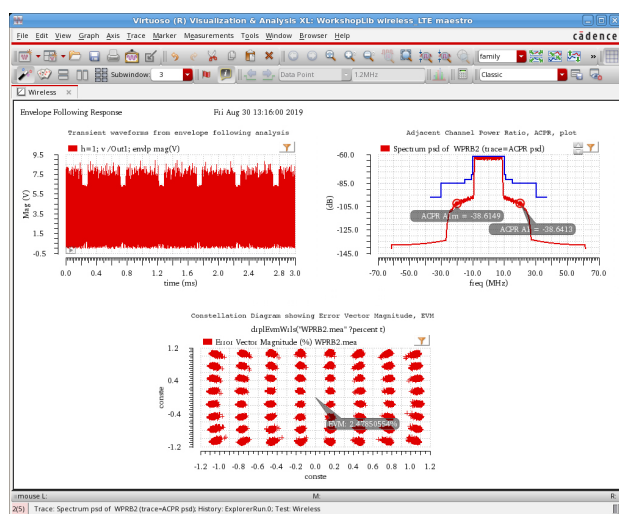 Virtuoso (R) Visualization & Analysis XL: WorkshopLib wireless_LTE maestro
File Edit View Graph Axis Trace Marker Measurements Tools Window Browser Help cādence
family
Subwindow: 3 Data Point 1.2MHz Classic
Wireless
Envelope Following Response Fri Aug 30 13:16:00 2019
Transient waveforms from envelope following analysis
h=1; v /Out1; envlp mag(V)
9.5
7.5
5.5
3.5
1.5
-0.5
Mag (V)
0.0 0.4 0.8 1.2 1.6 2.0 2.4 2.8 3.0
time (ms)
Adjacent Channel Power Ratio, ACPR, plot
Spectrum psd of WPRB2 (trace=ACPR psd)
-60.0
-85.0
-105.0
-125.0
-145.0
(dB)
ACPR A1m = -38.6149
ACPR A1 = -38.6413
-70.0 -50.0 -30.0 -10.0 10.0 30.0 50.0 70.0
freq (MHz)
Constellation Diagram showing Error Vector Magnitude, EVM
drplEvmWrls("WPRB2.mea" ?percent t)
Error Vector Magnitude (%) WPRB2.mea
1.2
0.4
-0.4
-1.2
conste
EVM: 2.47850554%
-1.2 -1.0 -0.8 -0.6 -0.4 -0.2 0.0 0.2 0.4 0.6 0.8 1.0 1.2
conste
mouse L: M: R:
2(5) Trace: Spectrum psd of WPRB2 (trace=ACPR psd); History: ExplorerRun.0; Test: Wireless